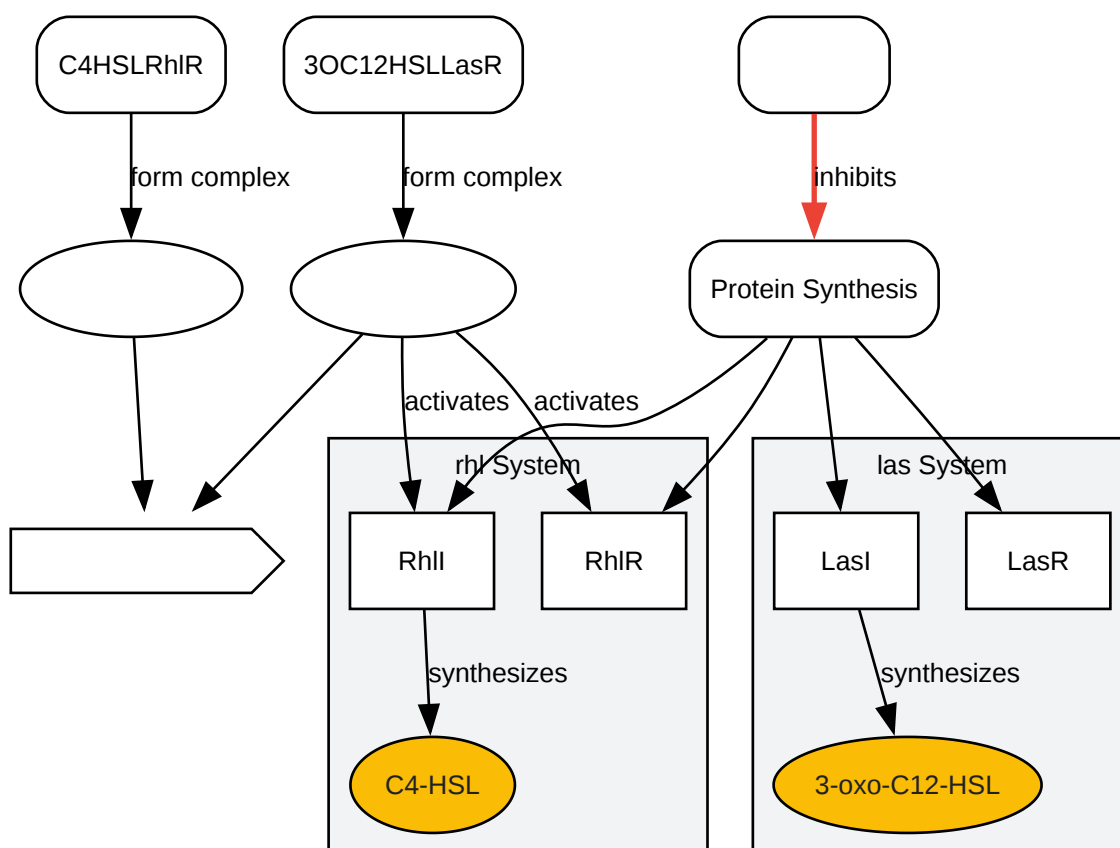 C4HSLRhlR
3OC12HSLLasR
form complex
form complex
inhibits
Protein Synthesis
activates
activates
rhl System
las System
RhlI
RhlR
LasI
LasR
synthesizes
synthesizes
C4-HSL
3-oxo-C12-HSL